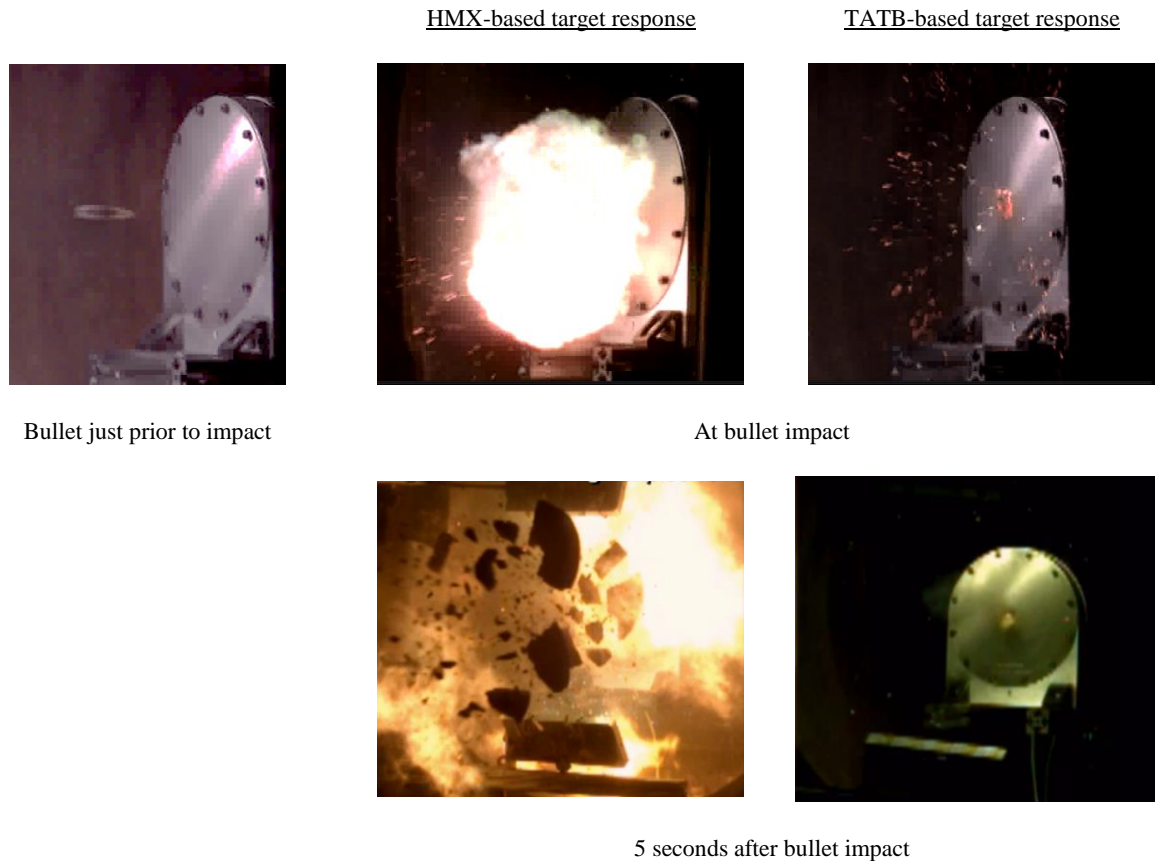 HMX-based target response
TATB-based target response
Bullet just prior to impact
At bullet impact
5 seconds after bullet impact